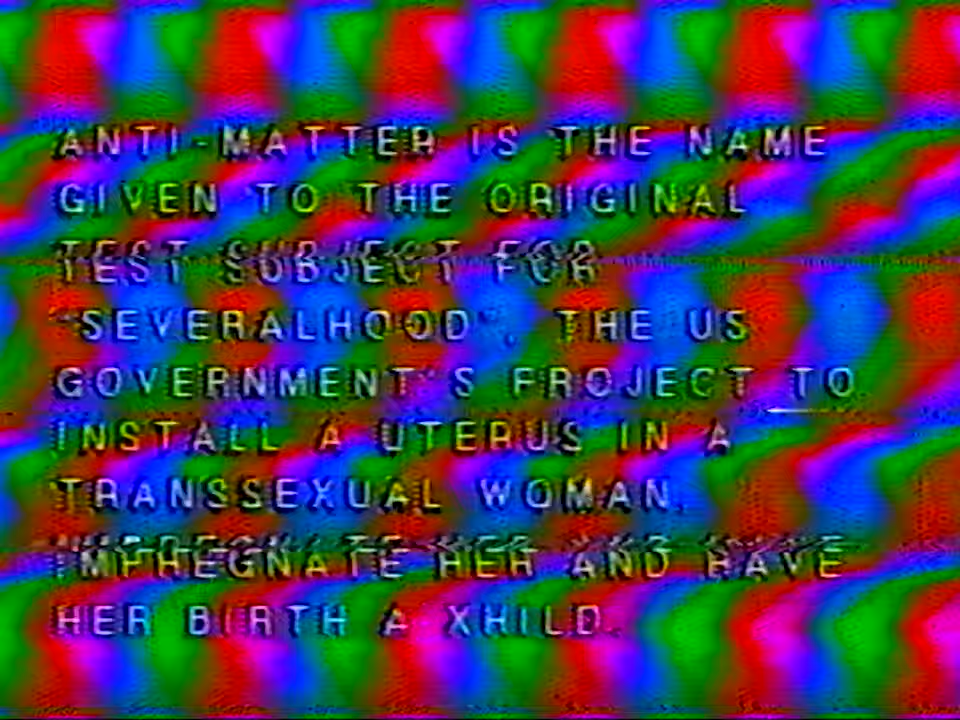 ANTI-MATTER IS THE NAME
GIVEN TO THE ORIGINAL
TEST SUBJECT FOR
"SEVERALHOOD", THE US
GOVERNMENT'S PROJECT TO
INSTALL A UTERUS IN A
TRANSSEXUAL WOMAN,
IMPREGNATE HER AND HAVE
HER BIRTH A XHILD.